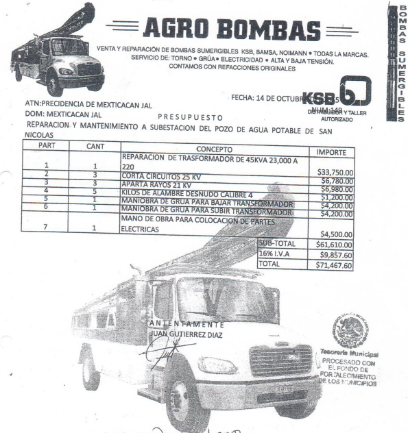 AGRO BOMBAS
VENTA Y REPARACIÓN DE BOMBAS SUMERGIBLES KSB, SAMSA, NOIMANN • TODAS LA MARCAS.
SERVICIO DE: TORNO • GRÚA • ELECTRICIDAD • ALTA Y BAJA TENSIÓN.
CONTAMOS CON REFACCIONES ORIGINALES
BOMBAS SUMERGIBLES
FECHA: 14 DE OCTUBRE
KSB
DISTRIBUIDOR Y TALLER
AUTORIZADO
ATN:PRECIDENCIA DE MEXTICACAN JAL
DOM: MEXTICACAN JAL
PRESUPUESTO
REPARACION Y MANTENIMIENTO A SUBESTACION DEL POZO DE AGUA POTABLE DE SAN
NICOLAS
PART CANT CONCEPTO IMPORTE
1 1 REPARACION DE TRASFORMADOR DE 45KVA 23,000 A 220 $33,750.00
2 3 CORTA CIRCUITOS 25 KV $6,780.00
3 3 APARTA RAYOS 21 KV $6,980.00
4 5 KILOS DE ALAMBRE DESNUDO CALIBRE 4 $1,200.00
5 1 MANIOBRA DE GRUA PARA BAJAR TRANSFORMADOR $4,200.00
6 1 MANIOBRA DE GRUA PARA SUBIR TRANSFORMADOR $4,200.00
7 1 MANO DE OBRA PARA COLOCACION DE PARTES ELECTRICAS $4,500.00
SUB-TOTAL $61,610.00
16% I.V.A $9,857.60
TOTAL $71,467.60
ANTENTAMENTE
JUAN GUTIERREZ DIAZ
Tesorería Municipal
PROCESADO CON
EL FONDO DE
FORTALECIMIENTO
DE LOS MUNICIPIOS